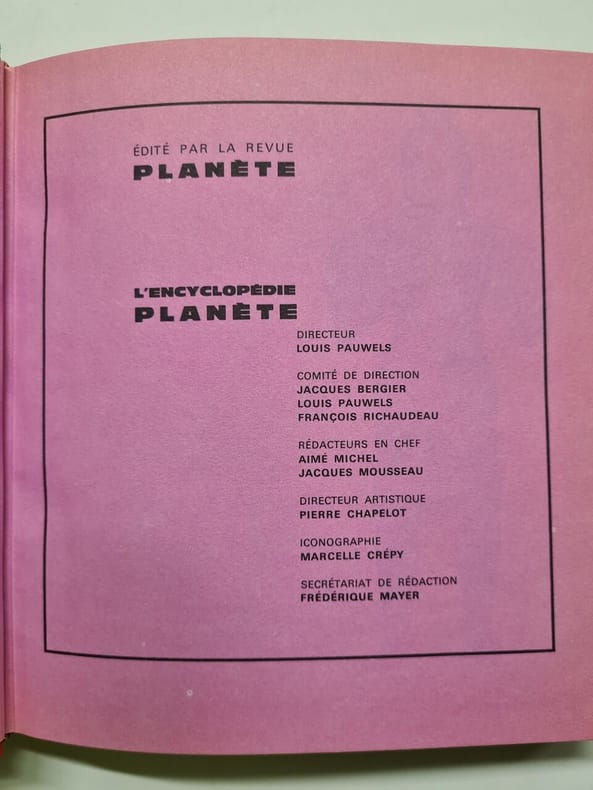 ÉDITÉ PAR LA REVUE
PLANÈTE
L'ENCYCLOPÉDIE
PLANÈTE
DIRECTEUR
LOUIS PAUWELS
COMITÉ DE DIRECTION
JACQUES BERGIER
LOUIS PAUWELS
FRANÇOIS RICHAUDEAU
RÉDACTEURS EN CHEF
AIMÉ MICHEL
JACQUES MOUSSEAU
DIRECTEUR ARTISTIQUE
PIERRE CHAPELOT
ICONOGRAPHIE
MARCELLE CRÉPY
SECRÉTARIAT DE RÉDACTION
FRÉDÉRIQUE MAYER